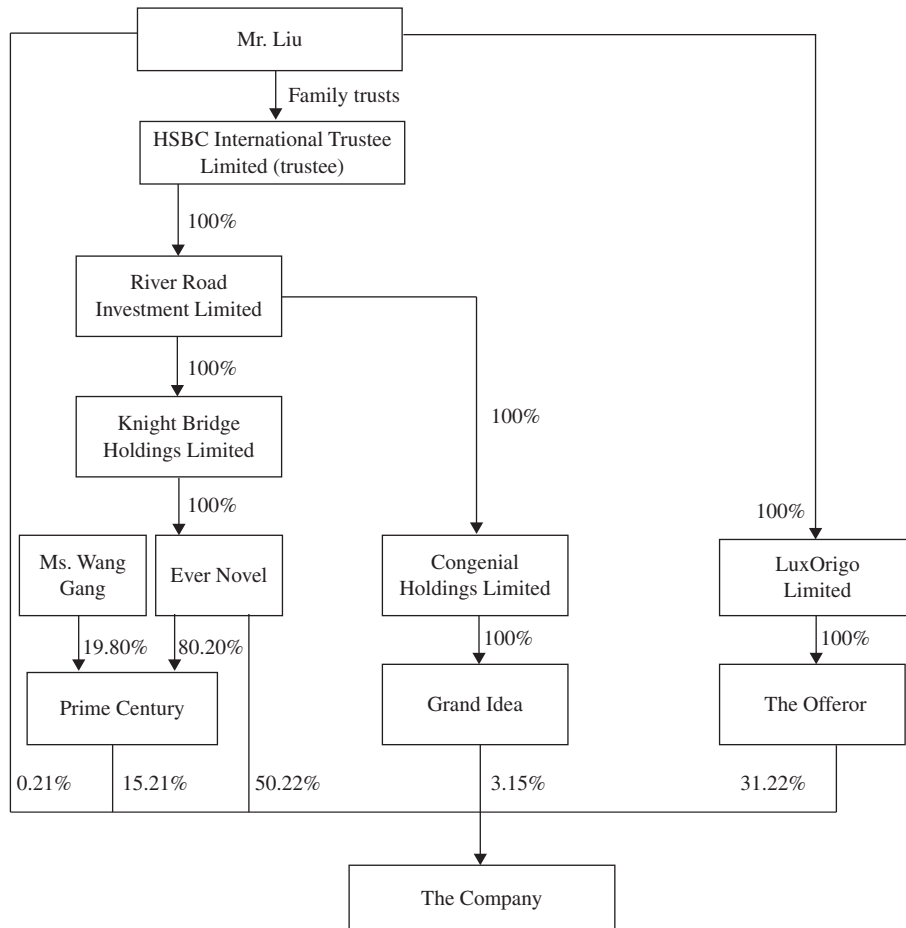 Mr. Liu
Family trusts
HSBC International Trustee
Limited (trustee)
100%
River Road
Investment Limited
100%
Knight Bridge
Holdings Limited
100%
100%
100%
Ms. Wang
Gang
Ever Novel
Congenial
Holdings Limited
LuxOrigo
Limited
19.80%
80.20%
100%
100%
Prime Century
Grand Idea
The Offeror
0.21%
15.21%
50.22%
3.15%
31.22%
The Company